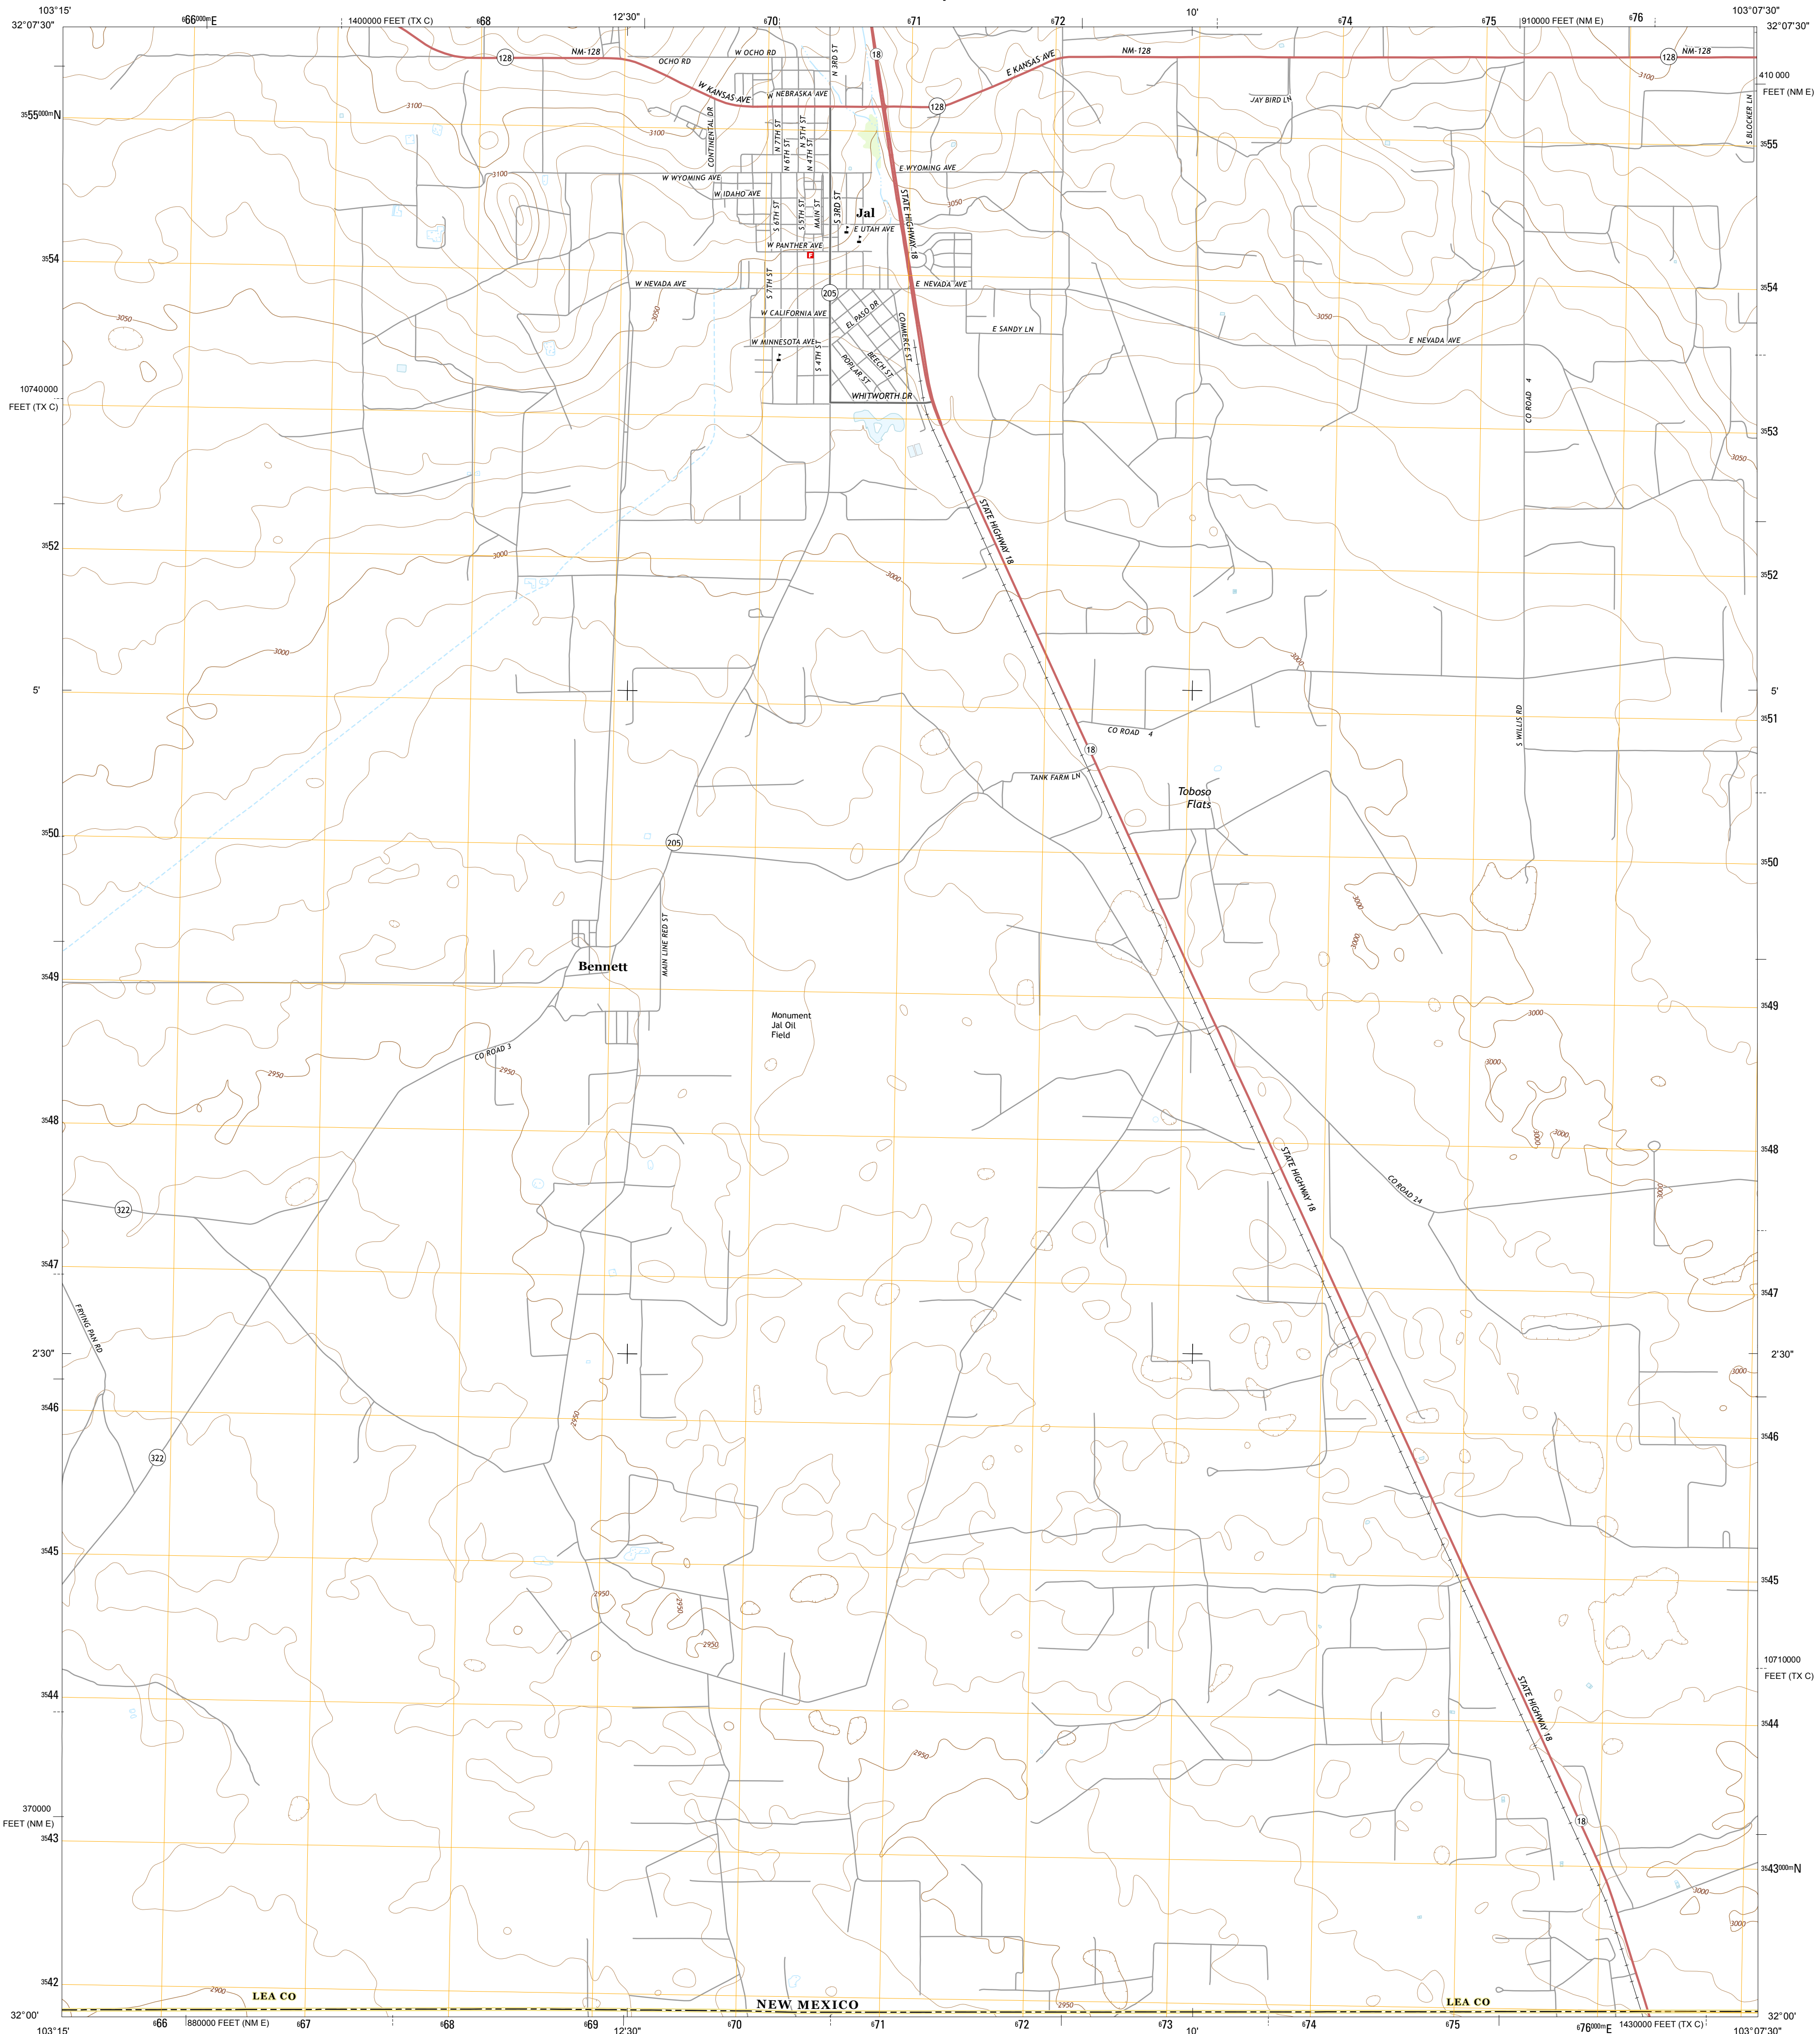 103°15'
⁶66⁰⁰⁰ᵐE
1400000 FEET (TX C)
⁶68
12'30"
⁶70
⁶71
⁶72
10'
⁶74
⁶75
910000 FEET (NM E)
⁶76
103°07'30"
32°07'30"
32°07'30"
128
NM-128
OCHO RD
W OCHO RD
N 3RD ST
18
E KANSAS AVE
NM-128
128
NM-128
3100
410 000
FEET (NM E)
W KANSAS AVE
W NEBRASKA AVE
128
JAY BIRD LN
S BLOCKER LN
3100
³⁵55⁰⁰⁰ᵐN
3100
CONTINENTAL DR
N 7TH ST
N 6TH ST
N 5TH ST
N 4TH ST
³⁵55
3100
W WYOMING AVE
E WYOMING AVE
W IDAHO AVE
S 6TH ST
S 5TH ST
MAIN ST
S 3RD ST
Jal
STATE HIGHWAY 18
3050
E UTAH AVE
W PANTHER AVE
³⁵54
W NEVADA AVE
S 7TH ST
205
E NEVADA AVE
³⁵54
3050
3050
W CALIFORNIA AVE
EL PASO DR
COMMERCE ST
E SANDY LN
3050
E NEVADA AVE
W MINNESOTA AVE
S 4TH ST
POPLAR ST
BEECH ST
WHITWORTH DR
10740000
FEET (TX C)
CO ROAD 4
³⁵53
3050
STATE HIGHWAY 18
³⁵52
3000
3000
³⁵52
3000
3000
5'
5'
S WILLIS RD
³⁵51
CO ROAD 4
18
TANK FARM LN
Toboso
Flats
³⁵50
205
³⁵50
3000
MAIN LINE RED ST
3000
Bennett
³⁵49
³⁵49
Monument
Jal Oil
Field
3000
CO ROAD 3
3000
2950
2950
³⁵48
3000
3000
³⁵48
STATE HIGHWAY 18
CO ROAD 24
3000
322
³⁵47
³⁵47
FRYING PAN RD
2'30"
2'30"
3000
³⁵46
2950
³⁵46
322
³⁵45
³⁵45
2950
2950
2950
10710000
FEET (TX C)
³⁵44
STATE HIGHWAY 18
³⁵44
2950
370000
FEET (NM E)
18
³⁵43
³⁵43⁰⁰⁰ᵐN
3000
3000
³⁵42
2900
LEA CO
NEW MEXICO
2950
LEA CO
32°00'
32°00'
103°15'
⁶66
880000 FEET (NM E)
⁶67
⁶68
⁶69
12'30"
⁶70
⁶71
⁶72
⁶73
10'
⁶74
⁶75
⁶76⁰⁰⁰ᵐE
1430000 FEET (TX C)
103°07'30"